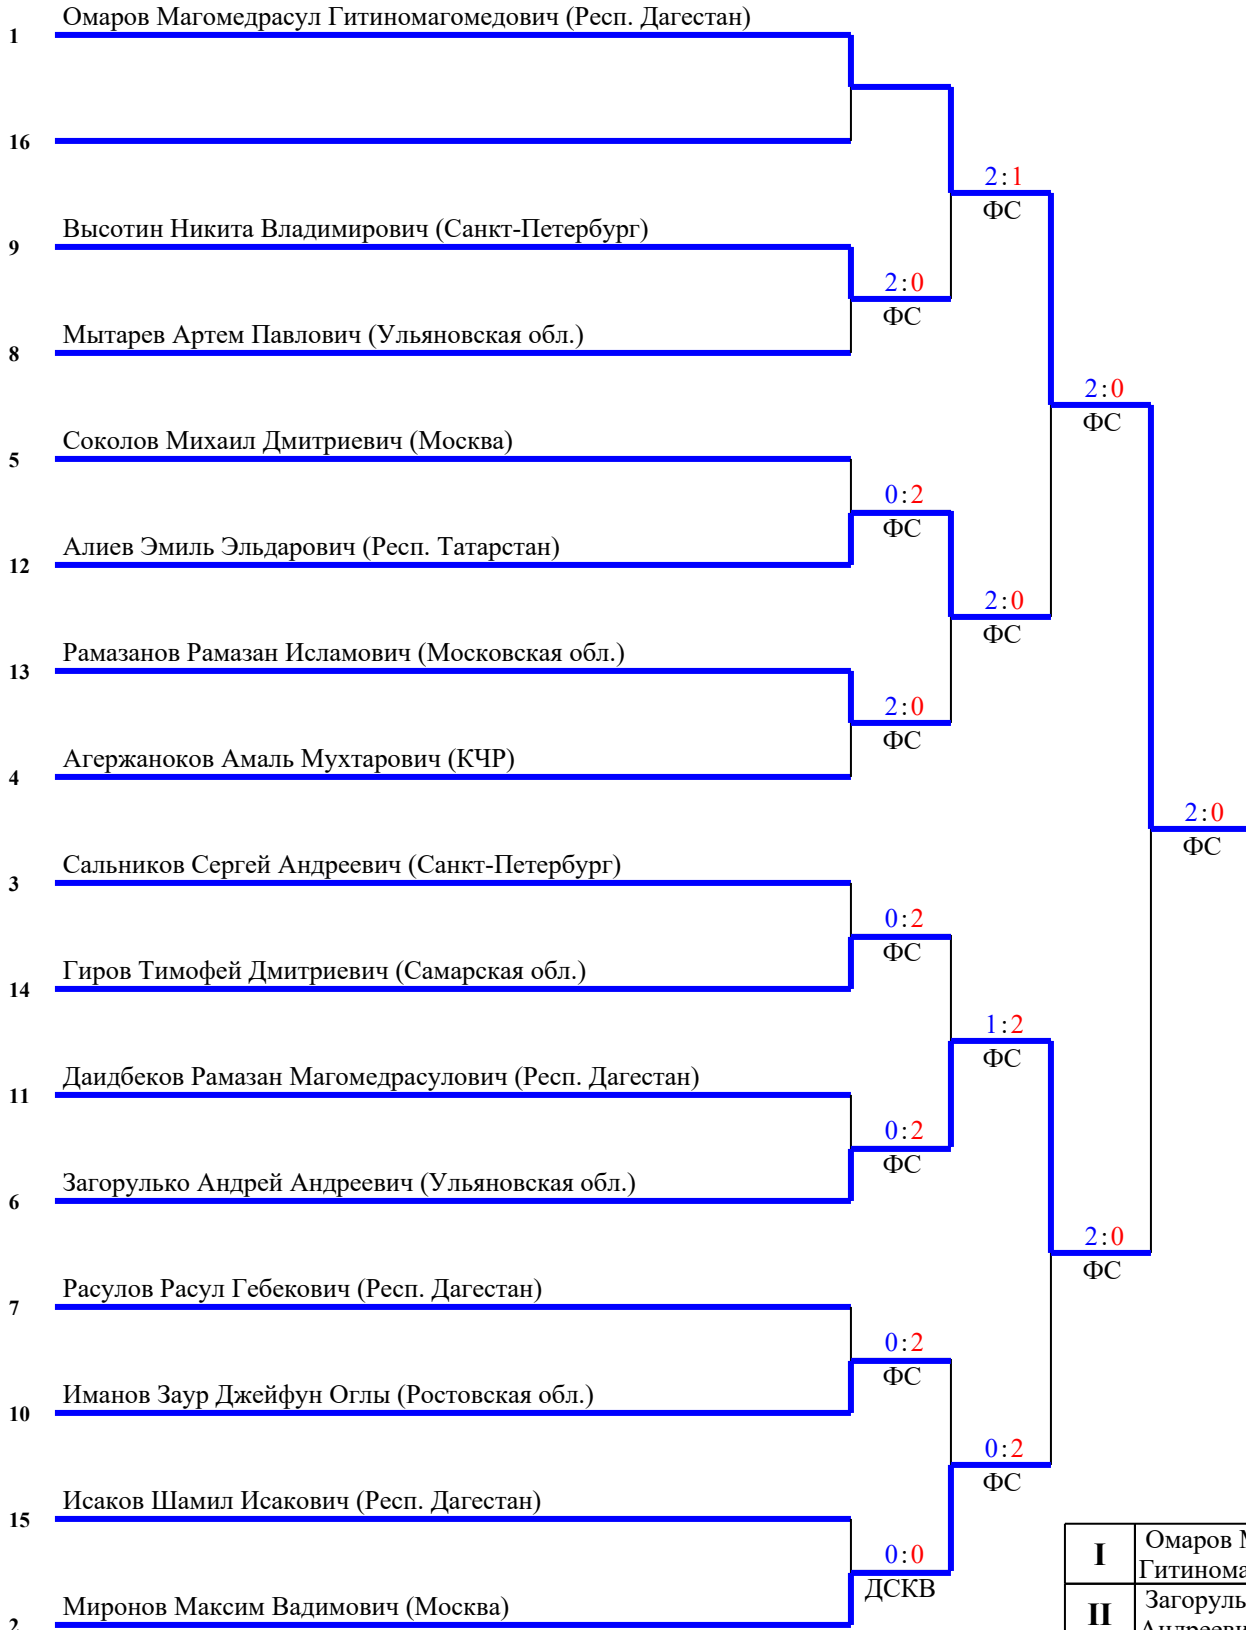 Омаров Магомедрасул Гитиномагомедович (Респ. Дагестан)
1
16
2:1
ФС
Высотин Никита Владимирович (Санкт-Петербург)
9
2:0
ФС
Мытарев Артем Павлович (Ульяновская обл.)
8
2:0
ФС
Соколов Михаил Дмитриевич (Москва)
5
0:2
ФС
Алиев Эмиль Эльдарович (Респ. Татарстан)
12
2:0
ФС
Рамазанов Рамазан Исламович (Московская обл.)
13
2:0
ФС
Агержаноков Амаль Мухтарович (КЧР)
4
2:0
ФС
Сальников Сергей Андреевич (Санкт-Петербург)
3
0:2
ФС
Гиров Тимофей Дмитриевич (Самарская обл.)
14
1:2
ФС
Даидбеков Рамазан Магомедрасулович (Респ. Дагестан)
11
0:2
ФС
Загорулько Андрей Андреевич (Ульяновская обл.)
6
2:0
ФС
Расулов Расул Гебекович (Респ. Дагестан)
7
0:2
ФС
Иманов Заур Джейфун Оглы (Ростовская обл.)
10
0:2
ФС
Исаков Шамил Исакович (Респ. Дагестан)
15
0:0
ДСКВ
Миронов Максим Вадимович (Москва)
2
I
Омаров
II